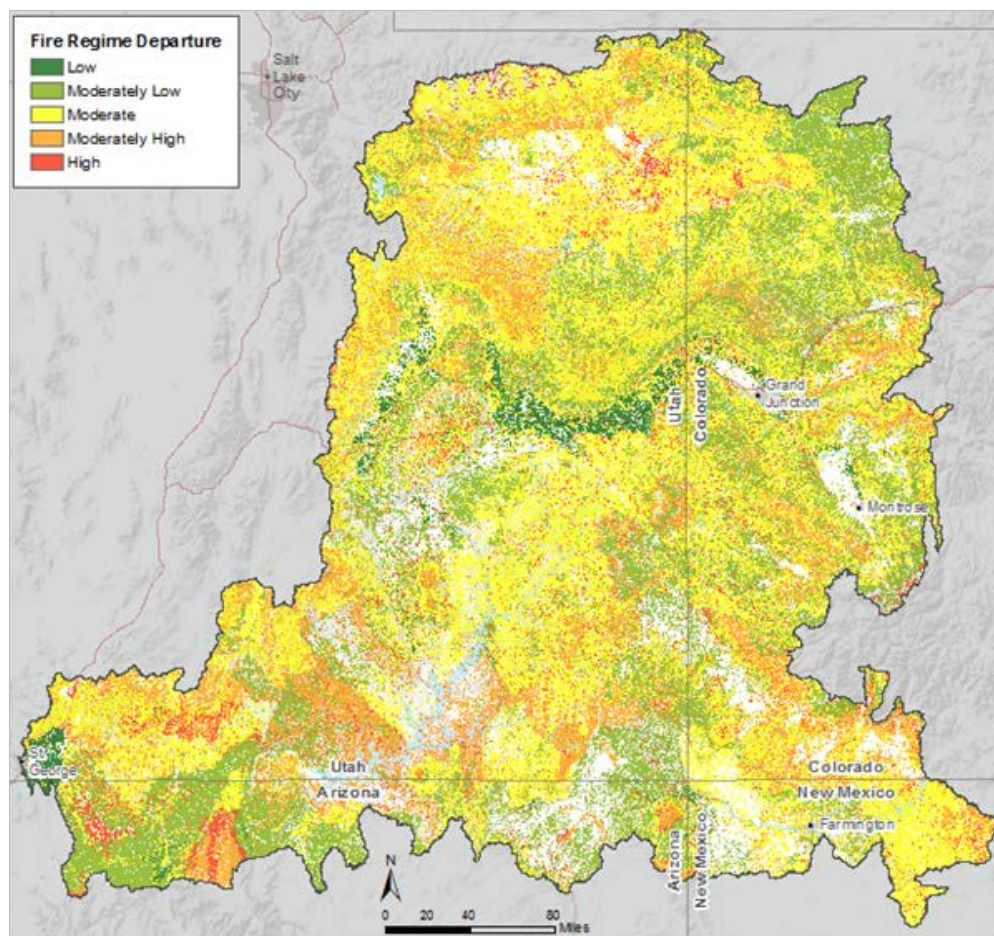 Fire Regime Departure
Low
Moderately Low
Moderate
Moderately High
High
Salt
Lake
City
Utah
Colorado
Grand
Junction
Montrose
St.
George
Utah
Arizona
Colorado
New Mexico
Arizona
New Mexico
Farmington
N
0 20 40 80
Miles